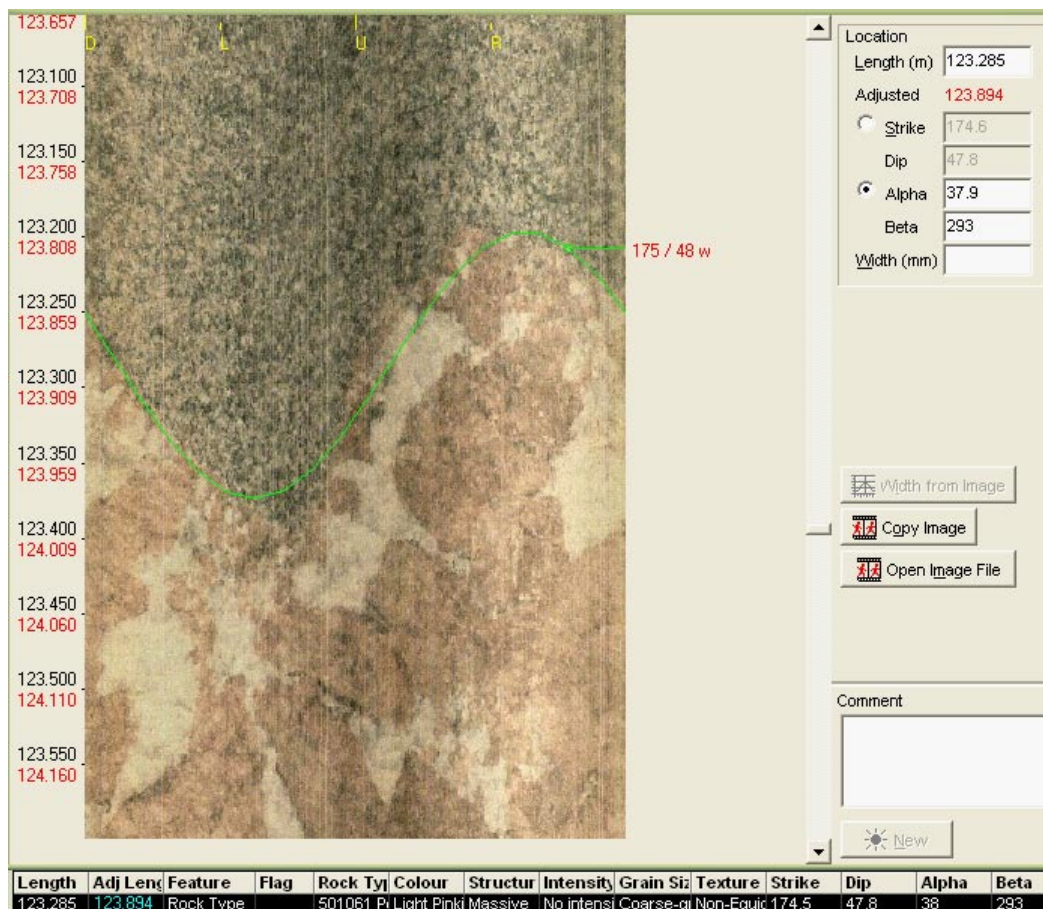 123.657
D L U R
123.100
123.708
123.150
123.758
123.200
123.808
175 / 48 w
123.250
123.859
123.300
123.909
123.350
123.959
123.400
124.009
123.450
124.060
123.500
124.110
123.550
124.160
Location
Length (m) 123.285
Adjusted 123.894
Strike 174.6
Dip 47.8
Alpha 37.9
Beta 293
Width (mm)
Width from Image
Copy Image
Open Image File
Comment
New
Length Adj Leng Feature Flag Rock Typ Colour Structur Intensity Grain Siz Texture Strike Dip Alpha Beta
123.285 123.894 Rock Type 501061 P Light Pinki Massive No intensi Coarse-g Non-Equig 174.5 47.8 38 293